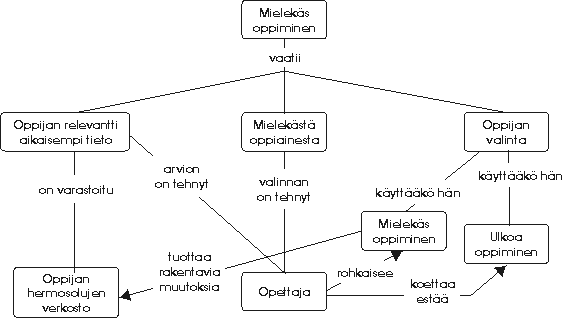 Mielekäs
oppiminen
vaatii
Oppijan relevantti
aikaisempi tieto
Mielekästä
oppiainesta
Oppijan
valinta
arvion
on tehnyt
on varastoitu
valinnan
on tehnyt
käyttääkö hän
käyttääkö hän
Mielekäs
oppiminen
Ulkoa
oppiminen
tuottaa
rakentavia
muutoksia
Oppijan
hermosolujen
verkosto
Opettaja
rohkaisee
koettaa
estää